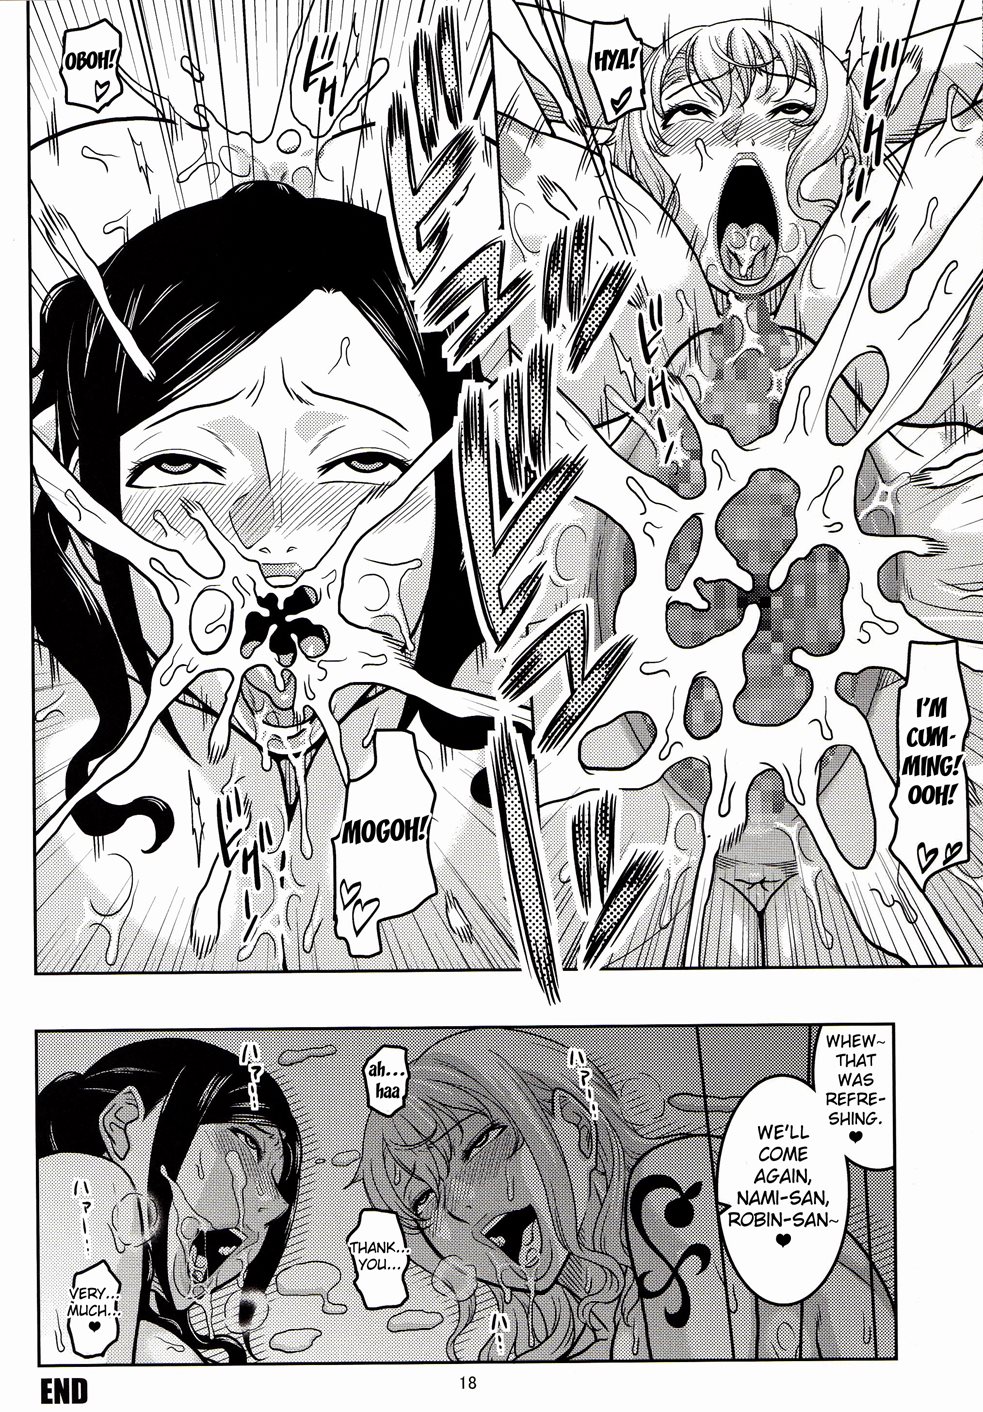 HYA!
I'M
CUM-
MING!
OOH!
OBOH!
MOGOH!
WHEW~
THAT
WAS
REFRE-
SHING.
♥
WE'LL
COME
AGAIN,
NAMI-SAN,
ROBIN-SAN~
♥
ah...
haa
THANK...
YOU...
VERY...
MUCH...
♥
END
18